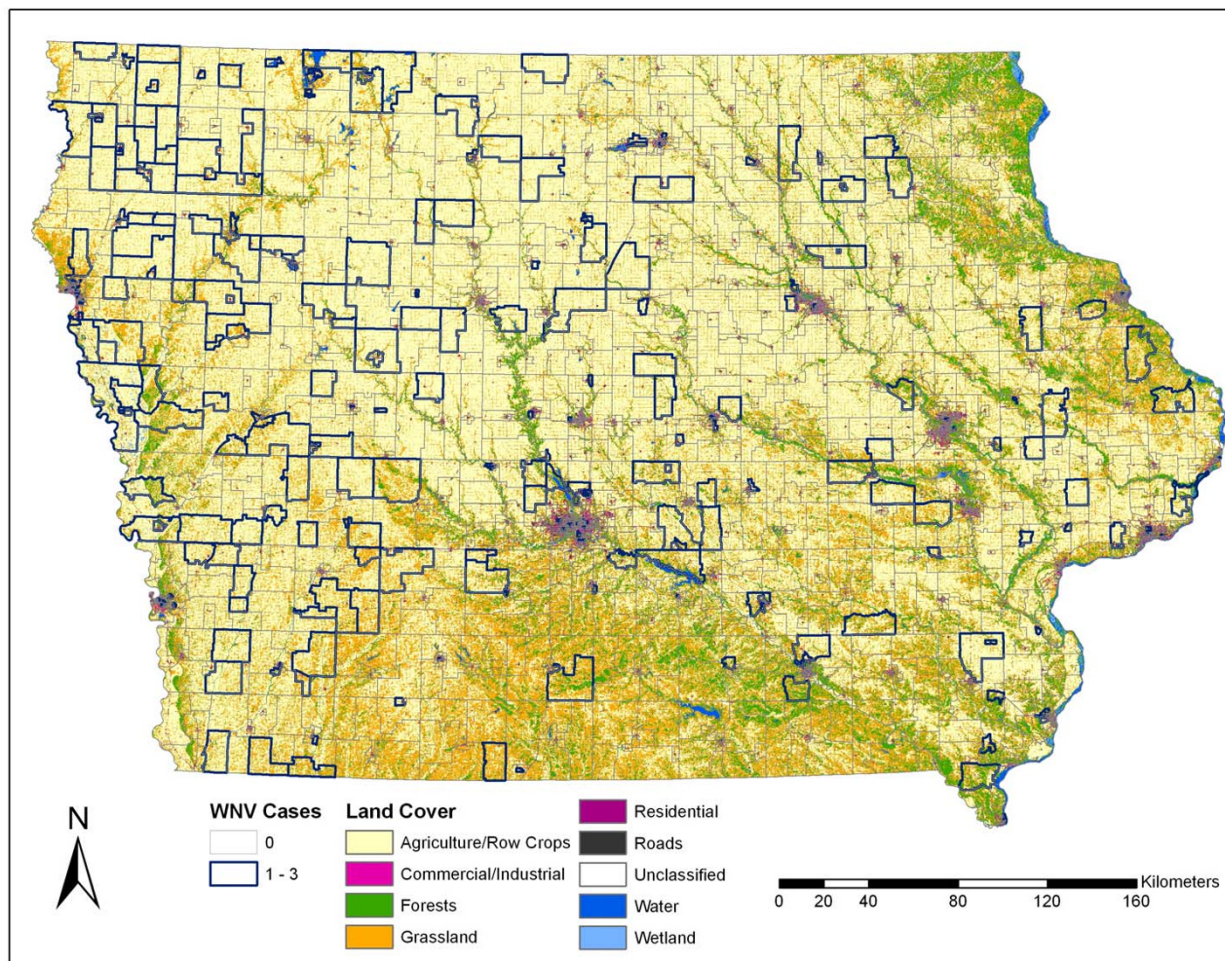 N
WNV Cases
0
1 - 3
Land Cover
Agriculture/Row Crops
Commercial/Industrial
Forests
Grassland
Residential
Roads
Unclassified
Water
Wetland
Kilometers
0 20 40 80 120 160